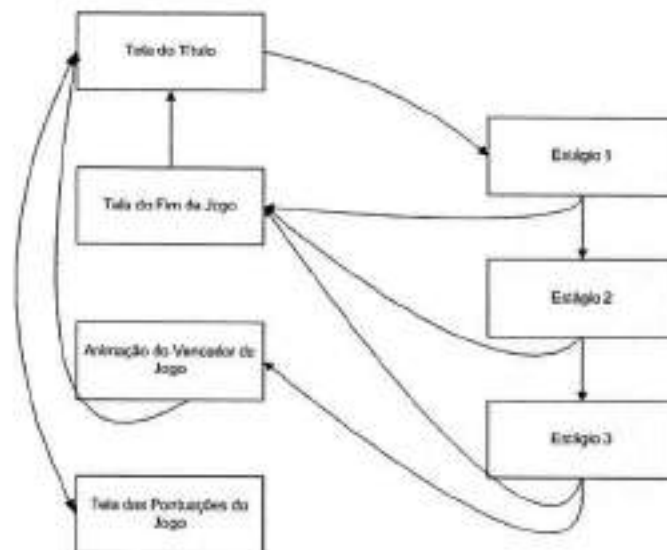 Tela do Título
Estágio 1
Tela do Fim de Jogo
Estágio 2
Animação do Vencedor do
Jogo
Estágio 3
Tela das Pontuações do
Jogo